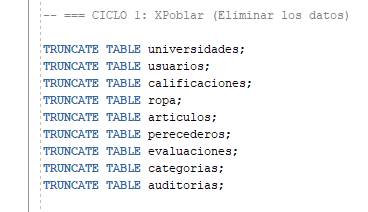 -- === CICLO 1: XPoblar (Eliminar los datos)
TRUNCATE TABLE universidades;
TRUNCATE TABLE usuarios;
TRUNCATE TABLE calificaciones;
TRUNCATE TABLE ropa;
TRUNCATE TABLE articulos;
TRUNCATE TABLE perecederos;
TRUNCATE TABLE evaluaciones;
TRUNCATE TABLE categorias;
TRUNCATE TABLE auditorias;